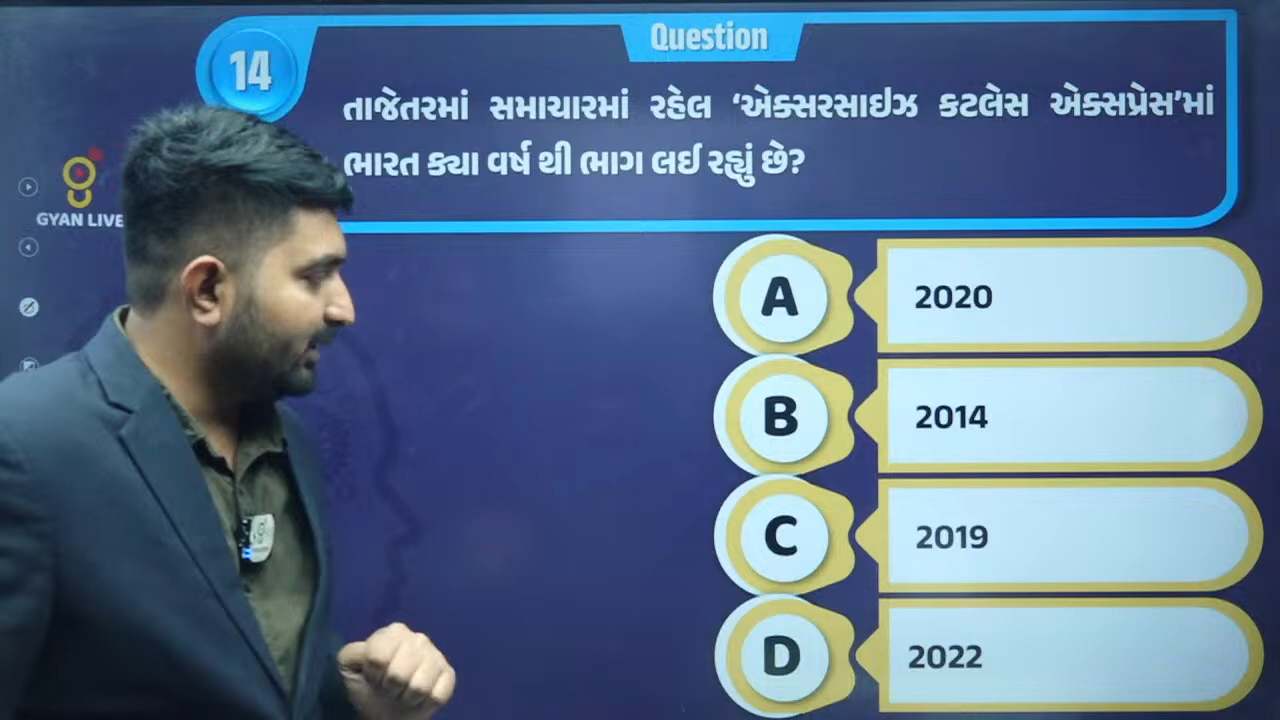 Question
14
તાજેતરમાં સમાચારમાં રહેલ ‘એક્સરસાઇઝ કટલેસ એક્સપ્રેસ’માં
ભારત ક્યા વર્ષ થી ભાગ લઈ રહ્યું છે?
GYAN LIVE
A 2020
B 2014
C 2019
D 2022